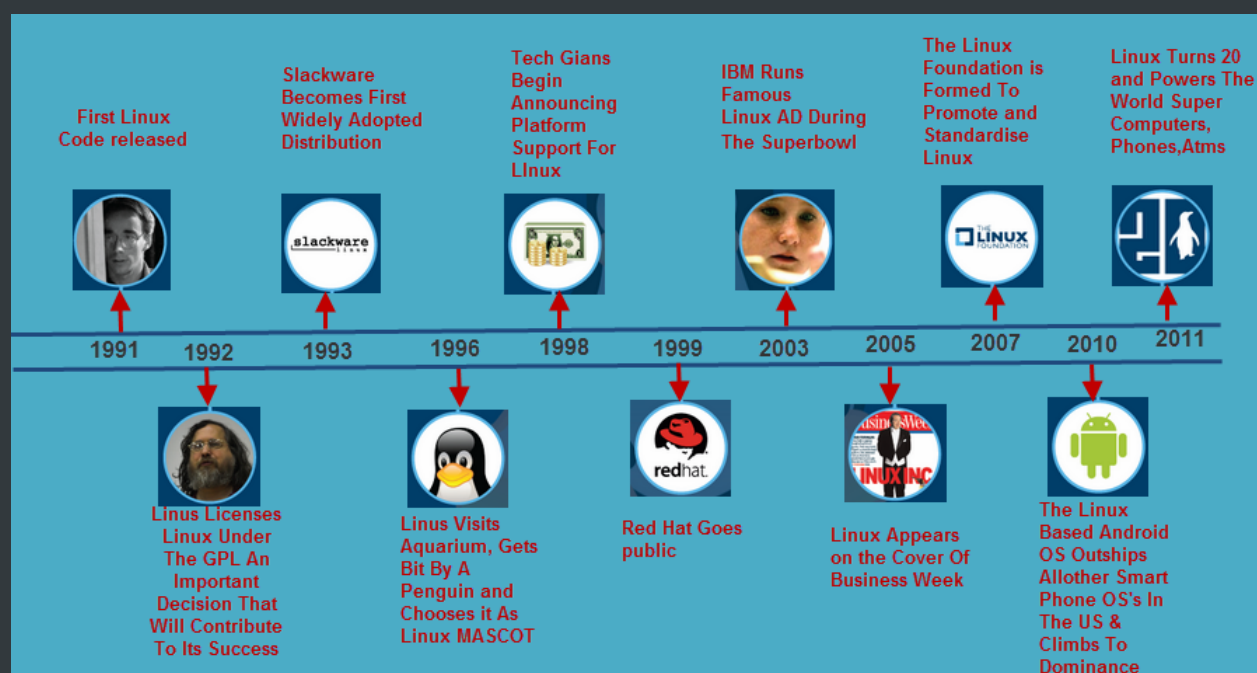 First Linux
Code released
Slackware
Becomes First
Widely Adopted
Distribution
Tech Gians
Begin
Announcing
Platform
Support For
LInux
IBM Runs
Famous
Linux AD During
The Superbowl
The Linux
Foundation is
Formed To
Promote and
Standardise
Linux
Linux Turns 20
and Powers The
World Super
Computers,
Phones,Atms
slackware
linux
THE
LINUX
FOUNDATION
1991
1992
1993
1996
1998
1999
2003
2005
2007
2010
2011
redhat.
usinessWee
INUX INC
Linus Licenses
Linux Under
The GPL An
Important
Decision That
Will Contribute
To Its Success
Linus Visits
Aquarium, Gets
Bit By A
Penguin and
Chooses it As
Linux MASCOT
Red Hat Goes
public
Linux Appears
on the Cover Of
Business Week
The Linux
Based Android
OS Outships
Allother Smart
Phone OS's In
The US &
Climbs To
Dominance